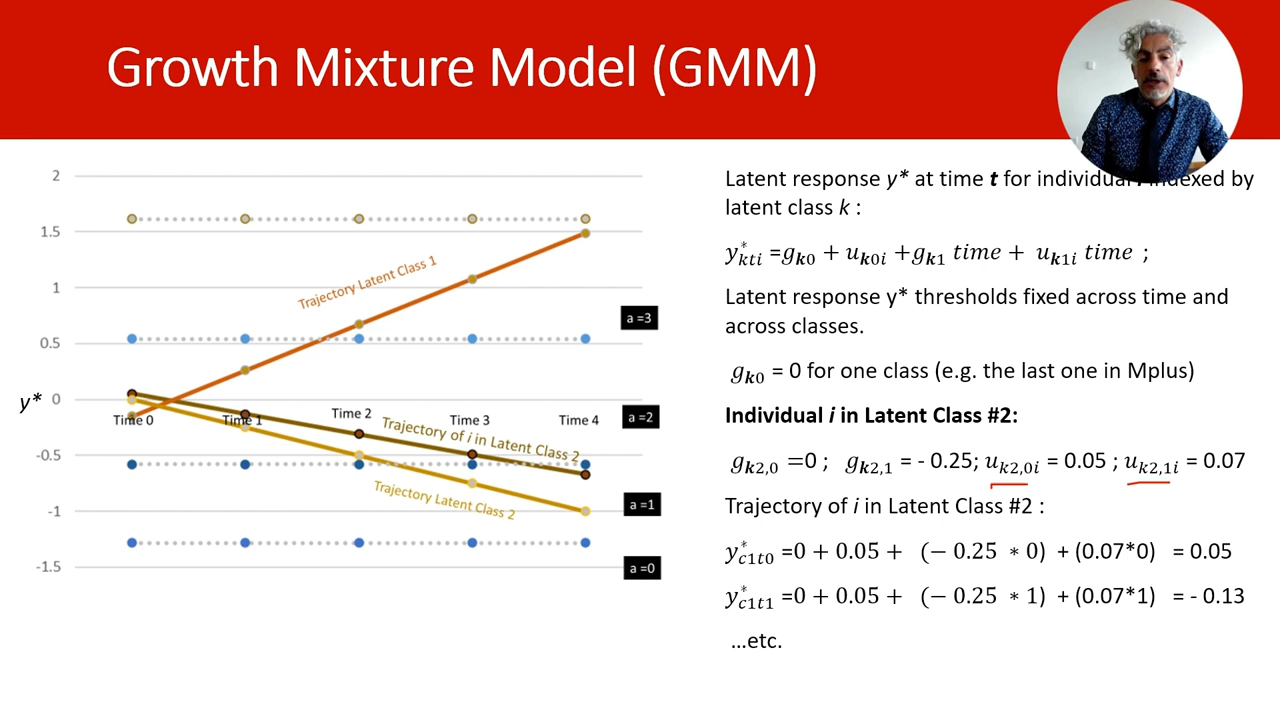 Growth Mixture Model (GMM)
2
1.5
1
0.5
0
-0.5
-1
-1.5
y*
Time 0
Time 1
Time 2
Time 3
Time 4
Trajectory Latent Class 1
Trajectory of i in Latent Class 2
Trajectory Latent Class 2
a =3
a =2
a =1
a =0
Latent response y* at time t for individual indexed by
latent class k :
y*kti =gk0 + uk0i +gk1 time + uk1i time ;
Latent response y* thresholds fixed across time and
across classes.
gk0 = 0 for one class (e.g. the last one in Mplus)
Individual i in Latent Class #2:
gk2,0 =0 ; gk2,1 = - 0.25; uk2,0i = 0.05 ; uk2,1i = 0.07
Trajectory of i in Latent Class #2 :
y*c1t0 =0 + 0.05 + (− 0.25 * 0) + (0.07*0) = 0.05
y*c1t1 =0 + 0.05 + (− 0.25 * 1) + (0.07*1) = - 0.13
…etc.